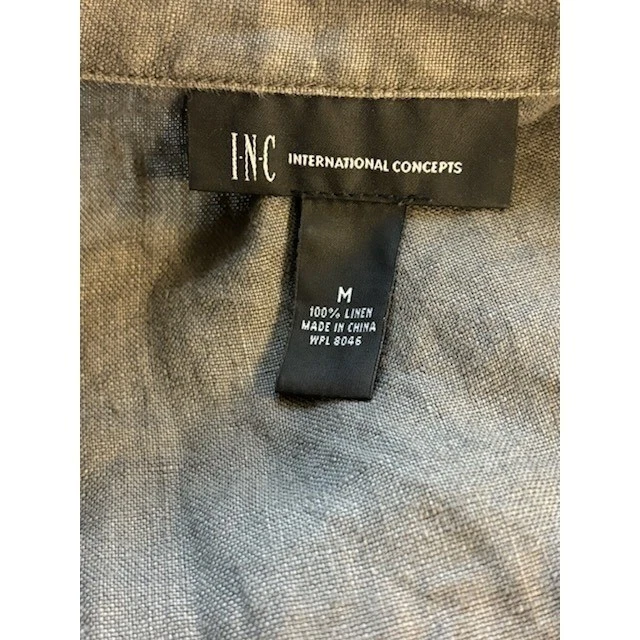 I-N-C INTERNATIONAL CONCEPTS
M
100% LINEN
MADE IN CHINA
WPL 8046